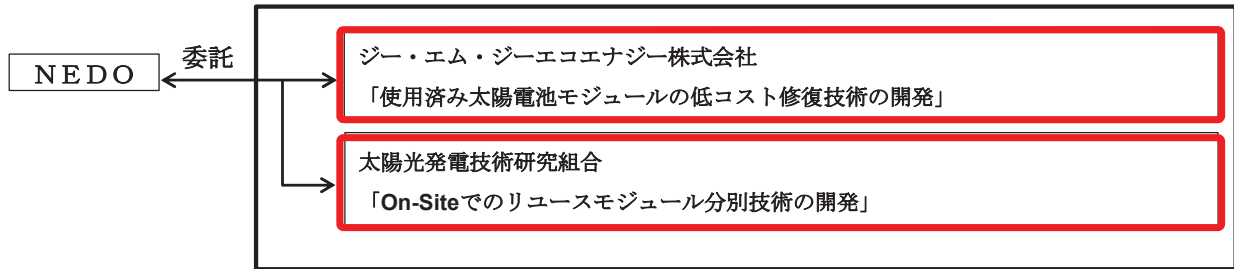 NEDO
委託
ジー・エム・ジーエコエナジー株式会社
「使用済み太陽電池モジュールの低コスト修復技術の開発」
太陽光発電技術研究組合
「On-Siteでのリユースモジュール分別技術の開発」